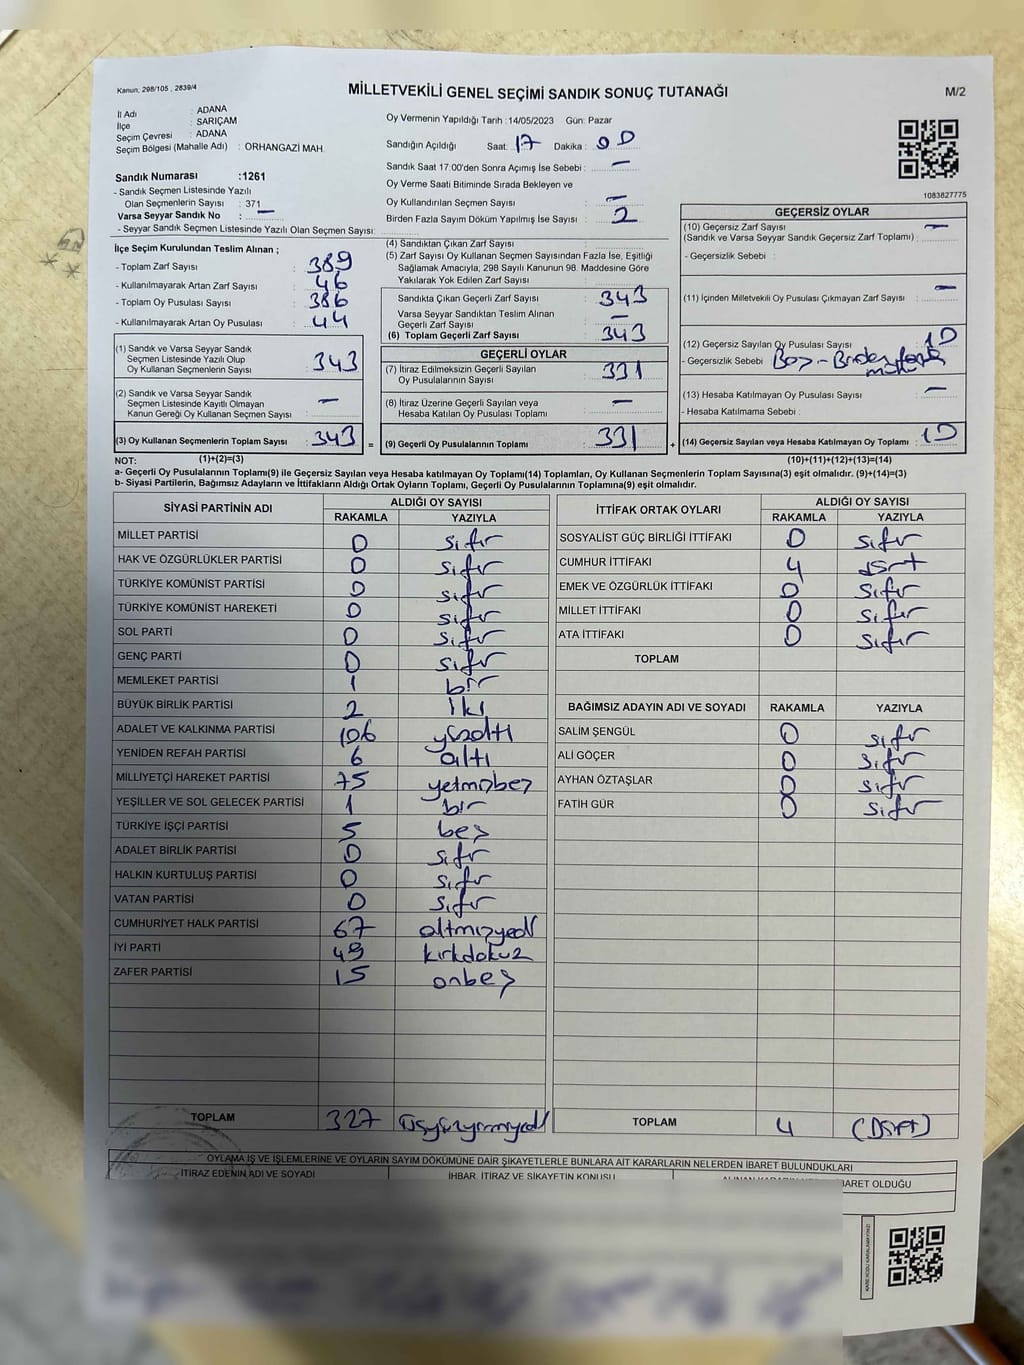 Kanun, 298/105 , 2839/4
MİLLETVEKİLİ GENEL SEÇİMİ SANDIK SONUÇ TUTANAĞI
M/2
İl Adı : ADANA
İlçe : SARIÇAM
Seçim Çevresi : ADANA
Seçim Bölgesi (Mahalle Adı) : ORHANGAZİ MAH.
Oy Vermenin Yapıldığı Tarih :14/05/2023 Gün: Pazar
Sandığın Açıldığı Saat: 17 Dakika : 00
Sandık Saat 17.00'den Sonra Açımış İse Sebebi : —
Oy Verme Saati Bitiminde Sırada Bekleyen ve
Oy Kullandırılan Seçmen Sayısı : —
Birden Fazla Sayım Döküm Yapılmış İse Sayısı : 2
Sandık Numarası :1261
- Sandık Seçmen Listesinde Yazılı
Olan Seçmenlerin Sayısı : 371
Varsa Seyyar Sandık No : —
- Seyyar Sandık Seçmen Listesinde Yazılı Olan Seçmen Sayısı:
1083827775
İlçe Seçim Kurulundan Teslim Alınan ;
- Toplam Zarf Sayısı : 389
- Kullanılmayarak Artan Zarf Sayısı : 46
- Toplam Oy Pusulası Sayısı : 386
- Kullanılmayarak Artan Oy Pusulası : 44
(1) Sandık ve Varsa Seyyar Sandık
Seçmen Listesinde Yazılı Olup
Oy Kullanan Seçmenlerin Sayısı : 343
(2) Sandık ve Varsa Seyyar Sandık
Seçmen Listesinde Kayıtlı Olmayan
Kanun Gereği Oy Kullanan Seçmen Sayısı : —
(3) Oy Kullanan Seçmenlerin Toplam Sayısı : 343 =
(4) Sandıktan Çıkan Zarf Sayısı :
(5) Zarf Sayısı Oy Kullanan Seçmen Sayısından Fazla İse, Eşitliği
Sağlamak Amacıyla, 298 Sayılı Kanunun 98. Maddesine Göre
Yakılarak Yok Edilen Zarf Sayısı :
Sandıkta Çıkan Geçerli Zarf Sayısı : 343
Varsa Seyyar Sandıktan Teslim Alınan
Geçerli Zarf Sayısı : —
(6) Toplam Geçerli Zarf Sayısı : 343
GEÇERLİ OYLAR
(7) İtiraz Edilmeksizin Geçerli Sayılan
Oy Pusulalarının Sayısı : 331
(8) İtiraz Üzerine Geçerli Sayılan veya
Hesaba Katılan Oy Pusulası Toplamı : —
(9) Geçerli Oy Pusulalarının Toplamı : 331 +
GEÇERSİZ OYLAR
(10) Geçersiz Zarf Sayısı
(Sandık ve Varsa Seyyar Sandık Geçersiz Zarf Toplamı) : —
- Geçersizlik Sebebi :
(11) İçinden Milletvekili Oy Pusulası Çıkmayan Zarf Sayısı : —
(12) Geçersiz Sayılan Oy Pusulası Sayısı : 10
- Geçersizlik Sebebi : Boş -
(13) Hesaba Katılmayan Oy Pusulası Sayısı : —
- Hesaba Katılmama Sebebi :
(14) Geçersiz Sayılan veya Hesaba Katılmayan Oy Toplamı : 10
NOT: (1)+(2)=(3) (10)+(11)+(12)+(13)=(14)
a- Geçerli Oy Pusulalarının Toplamı(9) ile Geçersiz Sayılan veya Hesaba katılmayan Oy Toplamı(14) Toplamları, Oy Kullanan Seçmenlerin Toplam Sayısına(3) eşit olmalıdır. (9)+(14)=(3)
b- Siyasi Partilerin, Bağımsız Adayların ve İttifakların Aldığı Ortak Oyların Toplamı, Geçerli Oy Pusulalarının Toplamına(9) eşit olmalıdır.
SİYASİ PARTİNİN ADI ALDIĞI OY SAYISI
RAKAMLA YAZIYLA
MİLLET PARTİSİ 0 sıfır
HAK VE ÖZGÜRLÜKLER PARTİSİ 0 sıfır
TÜRKİYE KOMÜNİST PARTİSİ 0 sıfır
TÜRKİYE KOMÜNİST HAREKETİ 0 sıfır
SOL PARTİ 0 sıfır
GENÇ PARTİ 0 sıfır
MEMLEKET PARTİSİ 1 bir
BÜYÜK BİRLİK PARTİSİ 2 iki
ADALET VE KALKINMA PARTİSİ 106 yüzaltı
YENİDEN REFAH PARTİSİ 6 altı
MİLLİYETÇİ HAREKET PARTİSİ 75 yetmişbeş
YEŞİLLER VE SOL GELECEK PARTİSİ 1 bir
TÜRKİYE İŞÇİ PARTİSİ 5 beş
ADALET BİRLİK PARTİSİ 0 sıfır
HALKIN KURTULUŞ PARTİSİ 0 sıfır
VATAN PARTİSİ 0 sıfır
CUMHURİYET HALK PARTİSİ 67 altmışyedi
İYİ PARTİ 49 kırkdokuz
ZAFER PARTİSİ 15 onbeş
TOPLAM 327 üçyüzyirmiyedi
İTTİFAK ORTAK OYLARI ALDIĞI OY SAYISI
RAKAMLA YAZIYLA
SOSYALİST GÜÇ BİRLİĞİ İTTİFAKI 0 sıfır
CUMHUR İTTİFAKI 4 dört
EMEK VE ÖZGÜRLÜK İTTİFAKI 0 sıfır
MİLLET İTTİFAKI 0 sıfır
ATA İTTİFAKI 0 sıfır
TOPLAM
BAĞIMSIZ ADAYIN ADI VE SOYADI RAKAMLA YAZIYLA
SALİM ŞENGÜL 0 sıfır
ALİ GÖÇER 0 sıfır
AYHAN ÖZTAŞLAR 0 sıfır
FATİH GÜR 0 sıfır
TOPLAM 4 (Dört)
OYLAMA İŞ VE İŞLEMLERİNE VE OYLARIN SAYIM DÖKÜMÜNE DAİR ŞİKAYETLERLE BUNLARA AİT KARARLARIN NELERDEN İBARET BULUNDUKLARI
İTİRAZ EDENİN ADI VE SOYADI İHBAR, İTİRAZ VE ŞİKAYETİN KONUSU